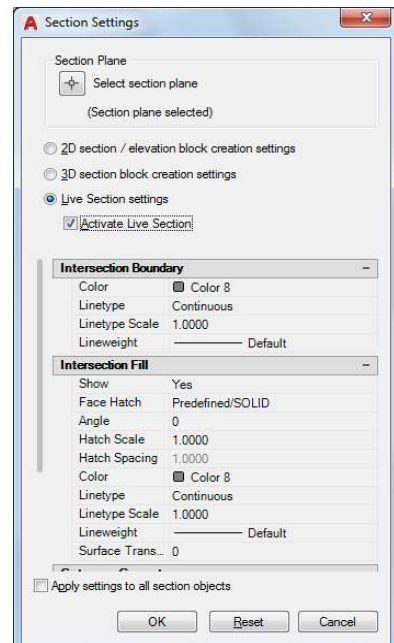 Section Settings
Section Plane
Select section plane
(Section plane selected)
2D section / elevation block creation settings
3D section block creation settings
Live Section settings
Activate Live Section
Intersection Boundary
Color Color 8
Linetype Continuous
Linetype Scale 1.0000
Lineweight Default
Intersection Fill
Show Yes
Face Hatch Predefined/SOLID
Angle 0
Hatch Scale 1.0000
Hatch Spacing 1.0000
Color Color 8
Linetype Continuous
Linetype Scale 1.0000
Lineweight Default
Surface Trans... 0
Apply settings to all section objects
OK Reset Cancel